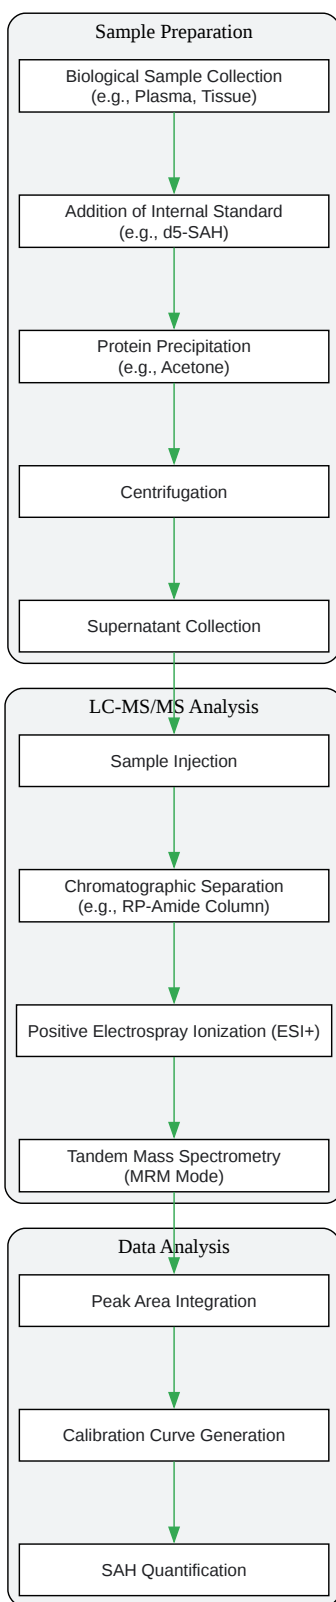 Sample Preparation
Biological Sample Collection
(e.g., Plasma, Tissue)
Addition of Internal Standard
(e.g., d5-SAH)
Protein Precipitation
(e.g., Acetone)
Centrifugation
Supernatant Collection
LC-MS/MS Analysis
Sample Injection
Chromatographic Separation
(e.g., RP-Amide Column)
Positive Electrospray Ionization (ESI+)
Tandem Mass Spectrometry
(MRM Mode)
Data Analysis
Peak Area Integration
Calibration Curve Generation
SAH Quantification